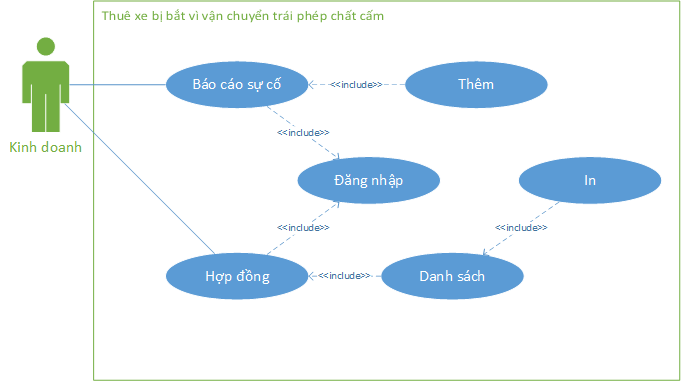 Thuê xe bị bắt vì vận chuyển trái phép chất cấm
Báo cáo sự cố
<<include>>
Thêm
Kinh doanh
<<include>>
Đăng nhập
In
<<include>>
<<include>>
Hợp đồng
<<include>>
Danh sách